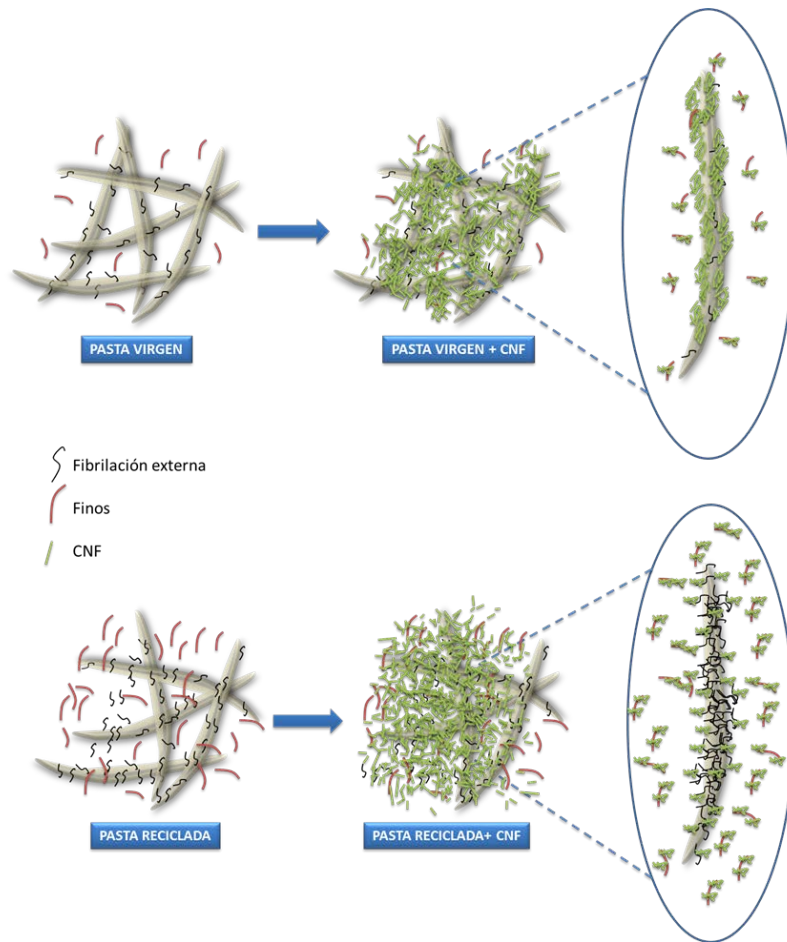 PASTA VIRGEN
PASTA VIRGEN + CNF
Fibrilación externa
Finos
CNF
PASTA RECICLADA
PASTA RECICLADA+ CNF